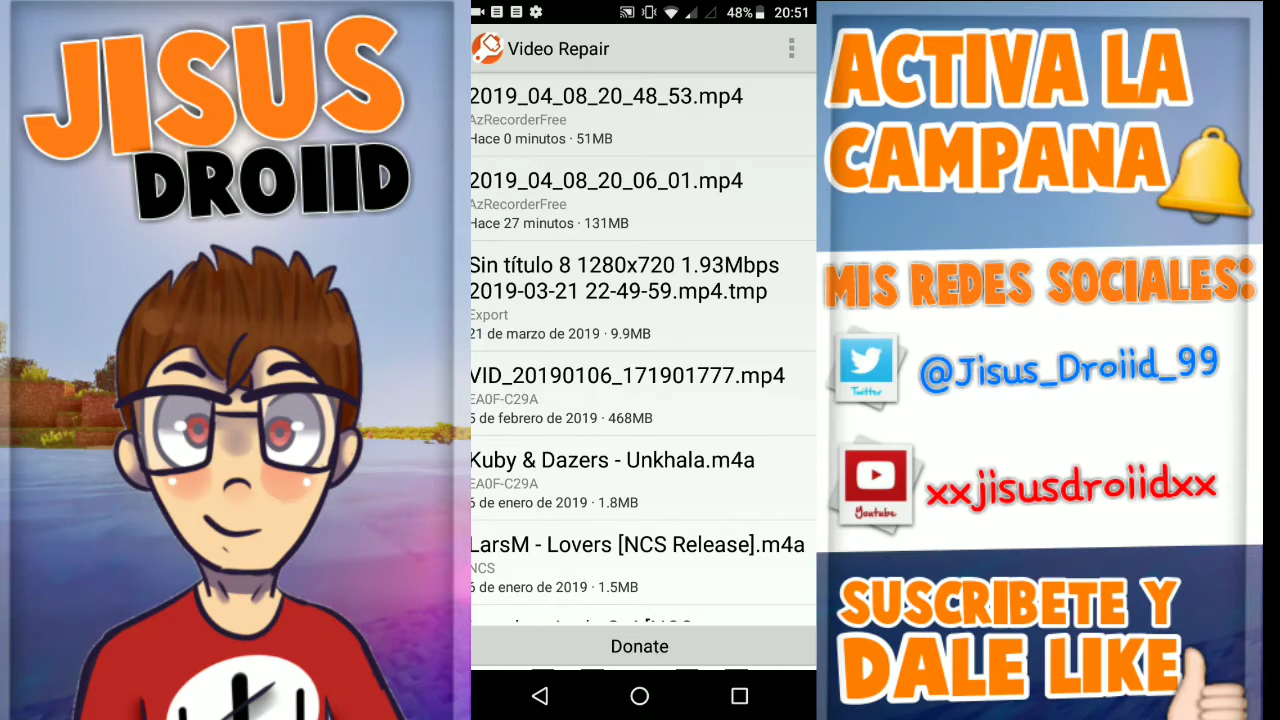 JISUS
DROIID
48% 20:51
Video Repair
2019_04_08_20_48_53.mp4
AzRecorderFree
Hace 0 minutos · 51MB
2019_04_08_20_06_01.mp4
AzRecorderFree
Hace 27 minutos · 131MB
Sin título 8 1280x720 1.93Mbps
2019-03-21 22-49-59.mp4.tmp
Export
21 de marzo de 2019 · 9.9MB
VID_20190106_171901777.mp4
EA0F-C29A
5 de febrero de 2019 · 468MB
Kuby & Dazers - Unkhala.m4a
EA0F-C29A
6 de enero de 2019 · 1.8MB
LarsM - Lovers [NCS Release].m4a
NCS
6 de enero de 2019 · 1.5MB
Donate
ACTIVA LA
CAMPANA
MIS REDES SOCIALES:
Twitter
@Jisus_Droiid_99
Youtube
xxjisusdroiidxx
SUSCRIBETE Y
DALE LIKE